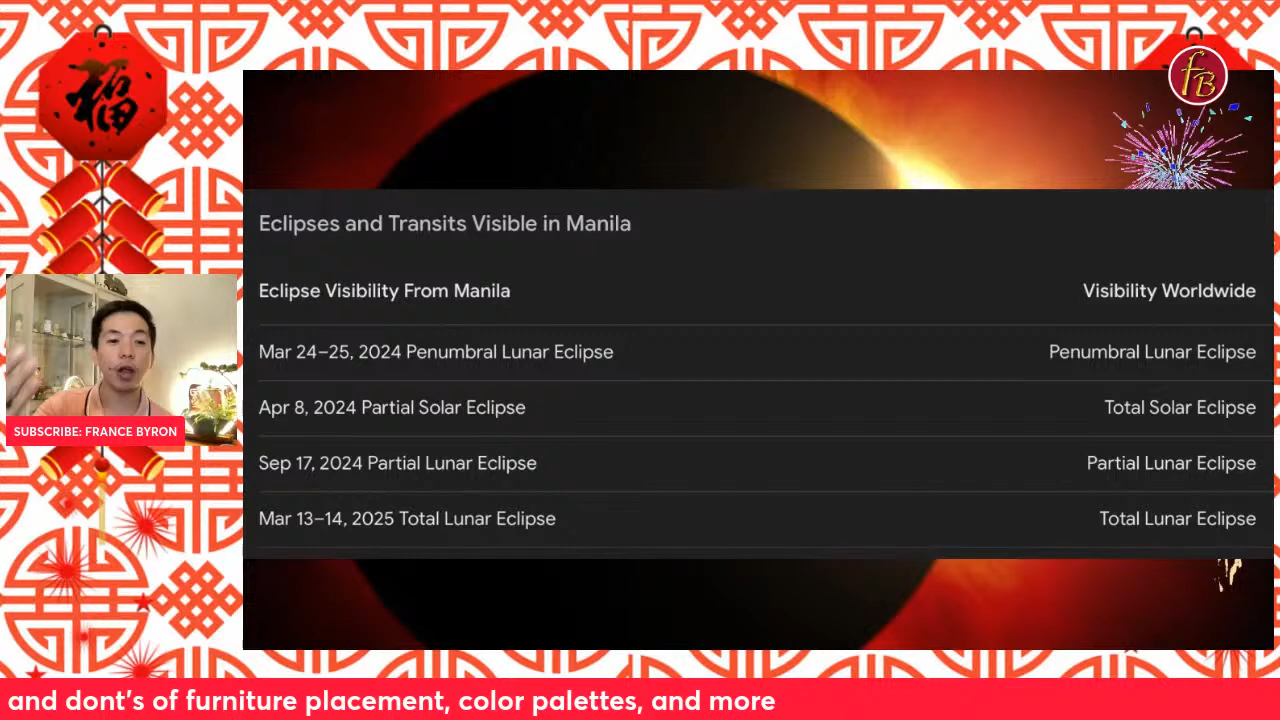 福
fB
Eclipses and Transits Visible in Manila
Eclipse Visibility From Manila Visibility Worldwide
Mar 24–25, 2024 Penumbral Lunar Eclipse Penumbral Lunar Eclipse
Apr 8, 2024 Partial Solar Eclipse Total Solar Eclipse
Sep 17, 2024 Partial Lunar Eclipse Partial Lunar Eclipse
Mar 13–14, 2025 Total Lunar Eclipse Total Lunar Eclipse
SUBSCRIBE: FRANCE BYRON
and dont's of furniture placement, color palettes, and more